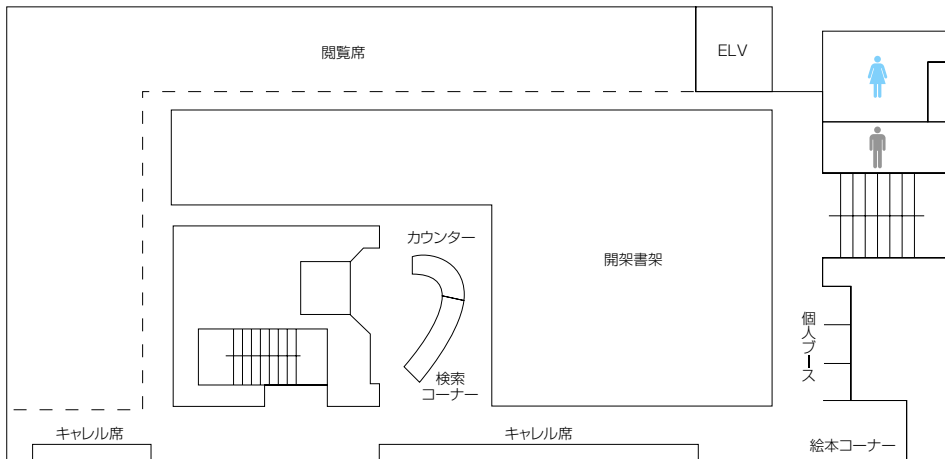 閲覧席
ELV
カウンター
開架書架
個人ブース
検索
コーナー
キャレル席
キャレル席
絵本コーナー